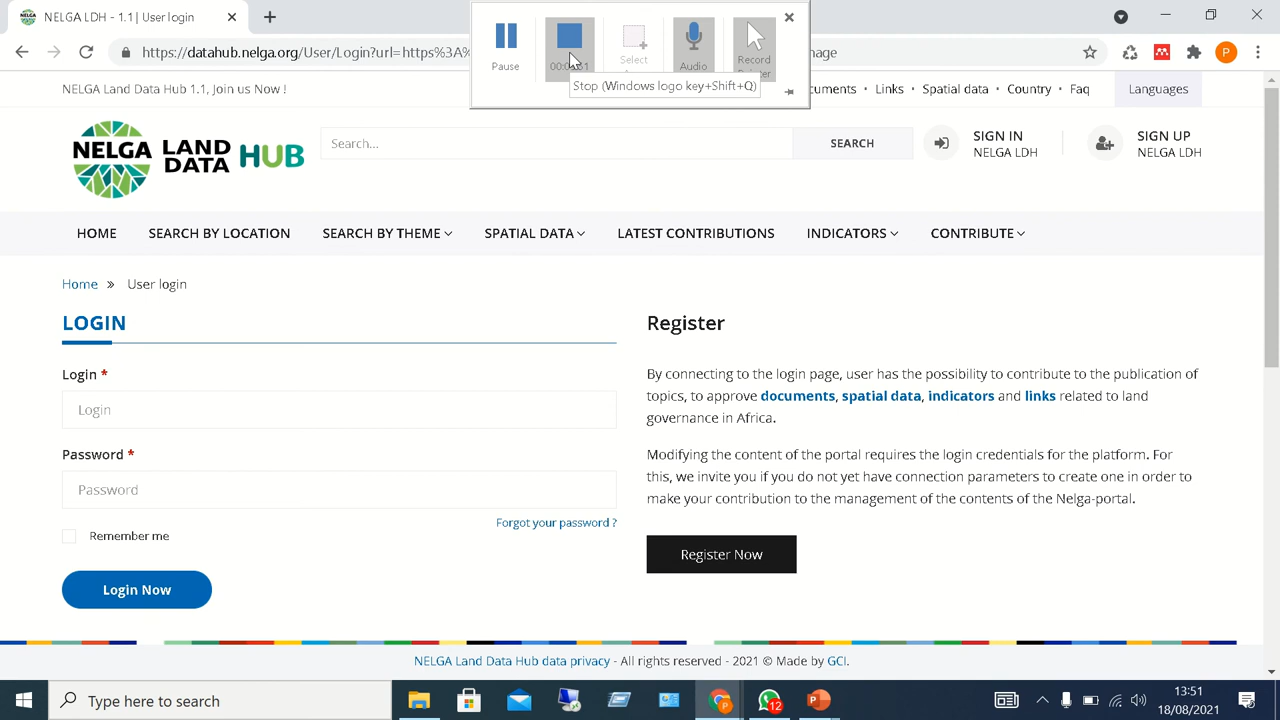 NELGA LDH - 1.1 | User login
https://datahub.nelga.org/User/Login?url=https%3A%
Pause
Select
Audio
Record
Stop (Windows logo key+Shift+Q)
NELGA Land Data Hub 1.1, Join us Now !
Links
Spatial data
Country
Faq
Languages
NELGA LAND DATA HUB
Search...
SEARCH
SIGN IN
NELGA LDH
SIGN UP
NELGA LDH
HOME
SEARCH BY LOCATION
SEARCH BY THEME
SPATIAL DATA
LATEST CONTRIBUTIONS
INDICATORS
CONTRIBUTE
Home » User login
LOGIN
Login *
Login
Password *
Password
Forgot your password ?
Remember me
Login Now
Register
By connecting to the login page, user has the possibility to contribute to the publication of
topics, to approve documents, spatial data, indicators and links related to land
governance in Africa.
Modifying the content of the portal requires the login credentials for the platform. For
this, we invite you if you do not yet have connection parameters to create one in order to
make your contribution to the management of the contents of the Nelga-portal.
Register Now
NELGA Land Data Hub data privacy - All rights reserved - 2021 © Made by GCI.
Type here to search
12
13:51
18/08/2021